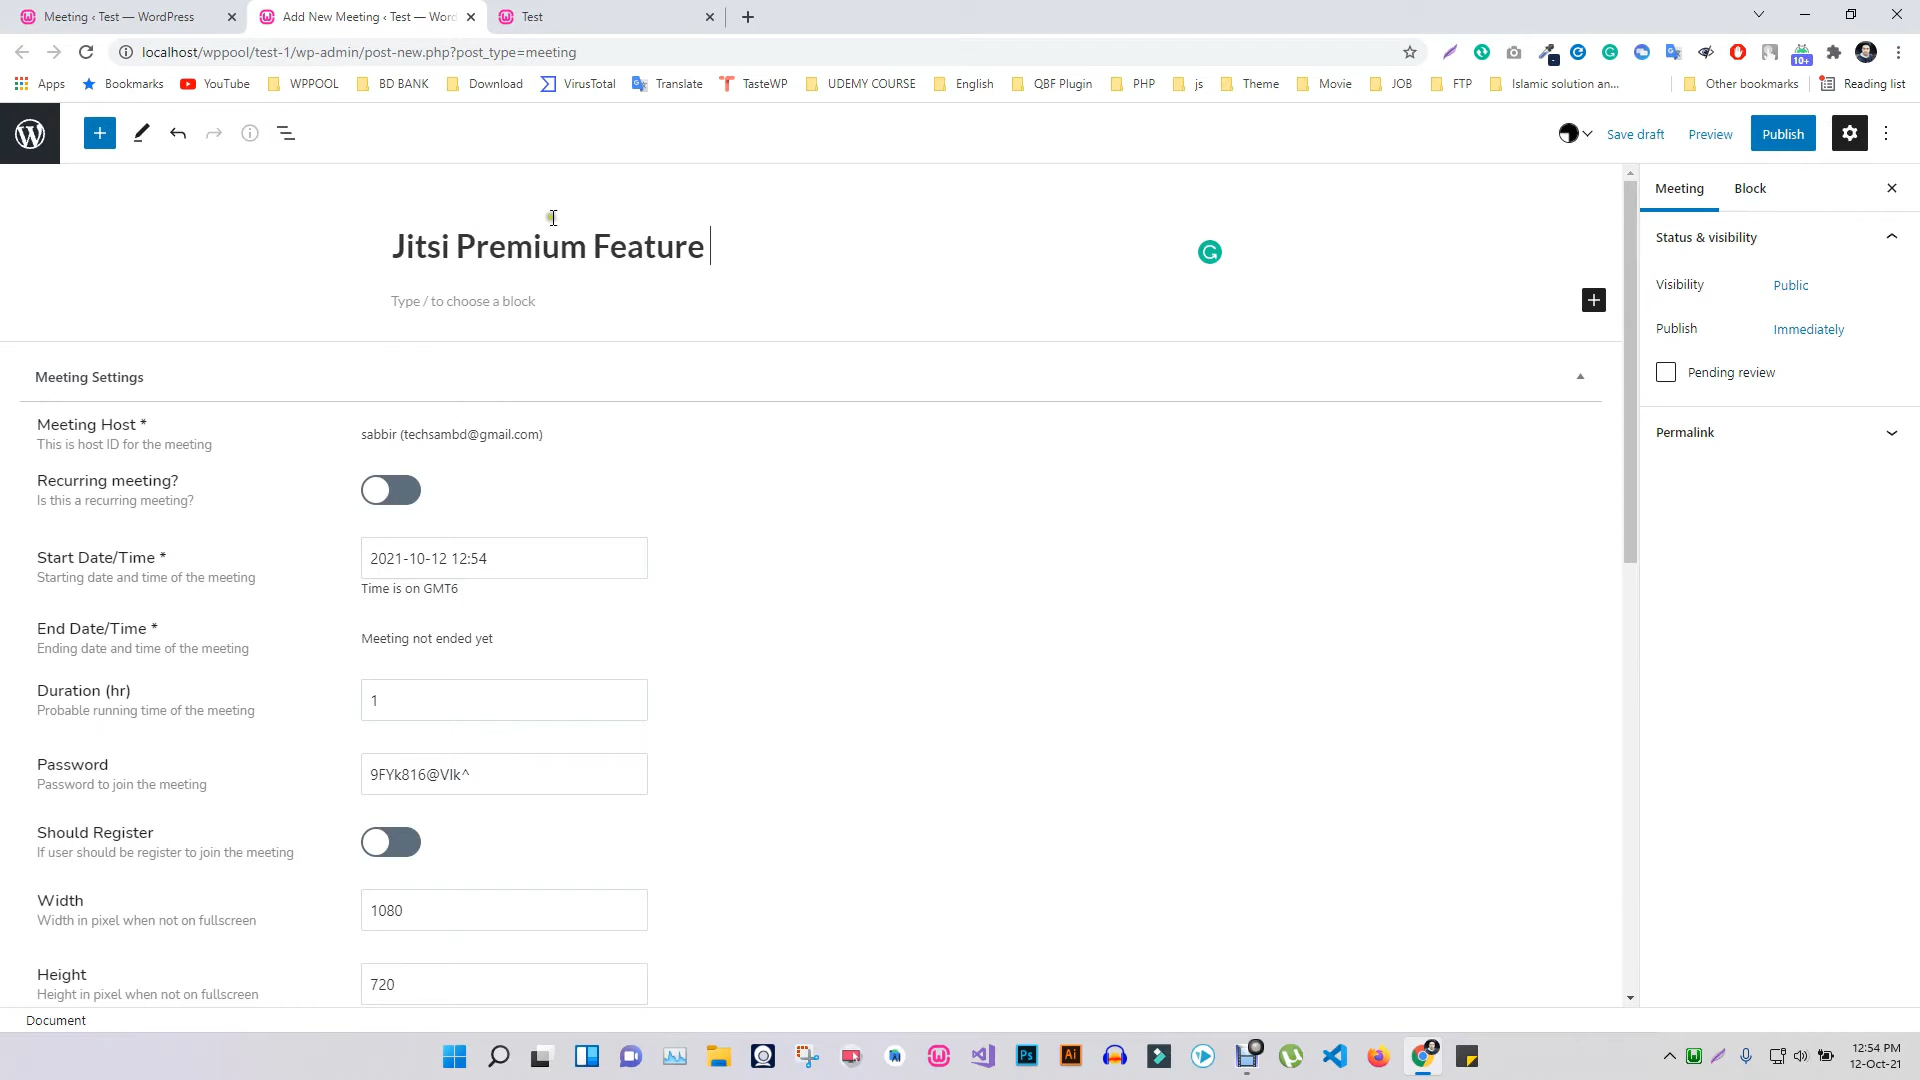 Meeting ‹ Test — WordPress
Add New Meeting ‹ Test — Word
Test
localhost/wppool/test-1/wp-admin/post-new.php?post_type=meeting
10+
Apps
Bookmarks
YouTube
WPPOOL
BD BANK
Download
VirusTotal
Translate
TasteWP
UDEMY COURSE
English
QBF Plugin
PHP
js
Theme
Movie
JOB
FTP
Islamic solution an...
Other bookmarks
Reading list
Save draft
Preview
Publish
Meeting
Block
Jitsi Premium Feature
Type / to choose a block
Status & visibility
Visibility
Public
Publish
Immediately
Pending review
Permalink
Meeting Settings
Meeting Host *
This is host ID for the meeting
sabbir (techsambd@gmail.com)
Recurring meeting?
Is this a recurring meeting?
Start Date/Time *
Starting date and time of the meeting
2021-10-12 12:54
Time is on GMT6
End Date/Time *
Ending date and time of the meeting
Meeting not ended yet
Duration (hr)
Probable running time of the meeting
1
Password
Password to join the meeting
9FYk816@VIk^
Should Register
If user should be register to join the meeting
Width
Width in pixel when not on fullscreen
1080
Height
Height in pixel when not on fullscreen
720
Document
Ps
Ai
12:54 PM
12-Oct-21